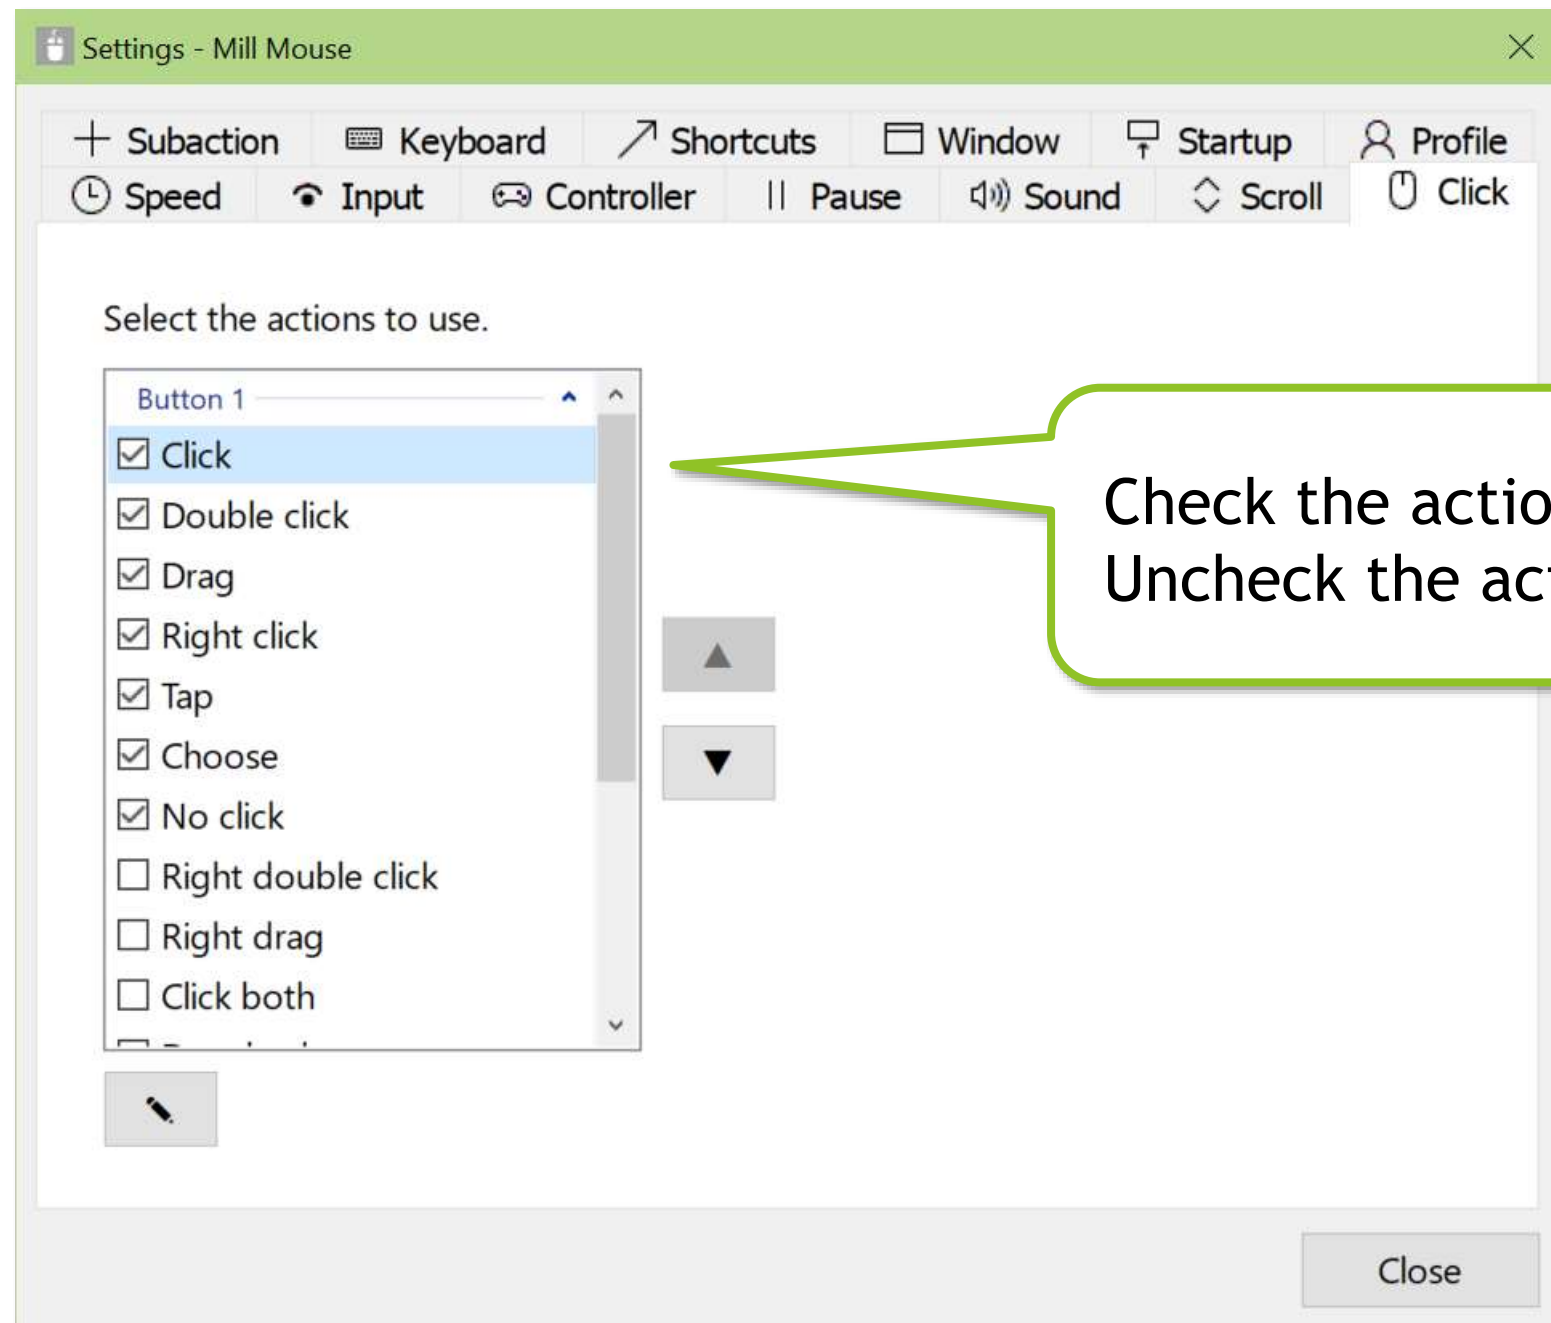 Settings - Mill Mouse
Subaction Keyboard Shortcuts Window Startup Profile
Speed Input Controller Pause Sound Scroll Click
Select the actions to use.
Button 1
Click
Double click
Drag
Right click
Tap
Choose
No click
Right double click
Right drag
Click both
Check the
Uncheck the
Close